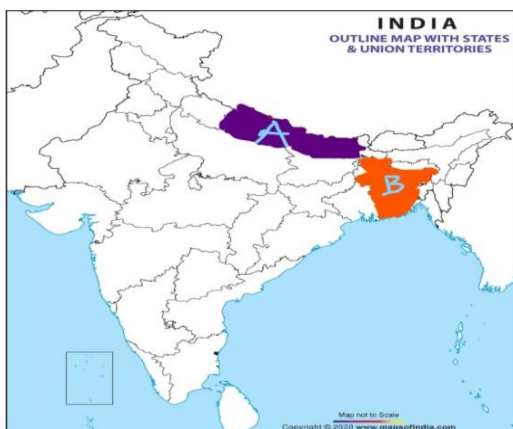 INDIA
OUTLINE MAP WITH STATES
& UNION TERRITORIES
A
B
Map not to Scale
Copyright © 2020 www.mapsofindia.com